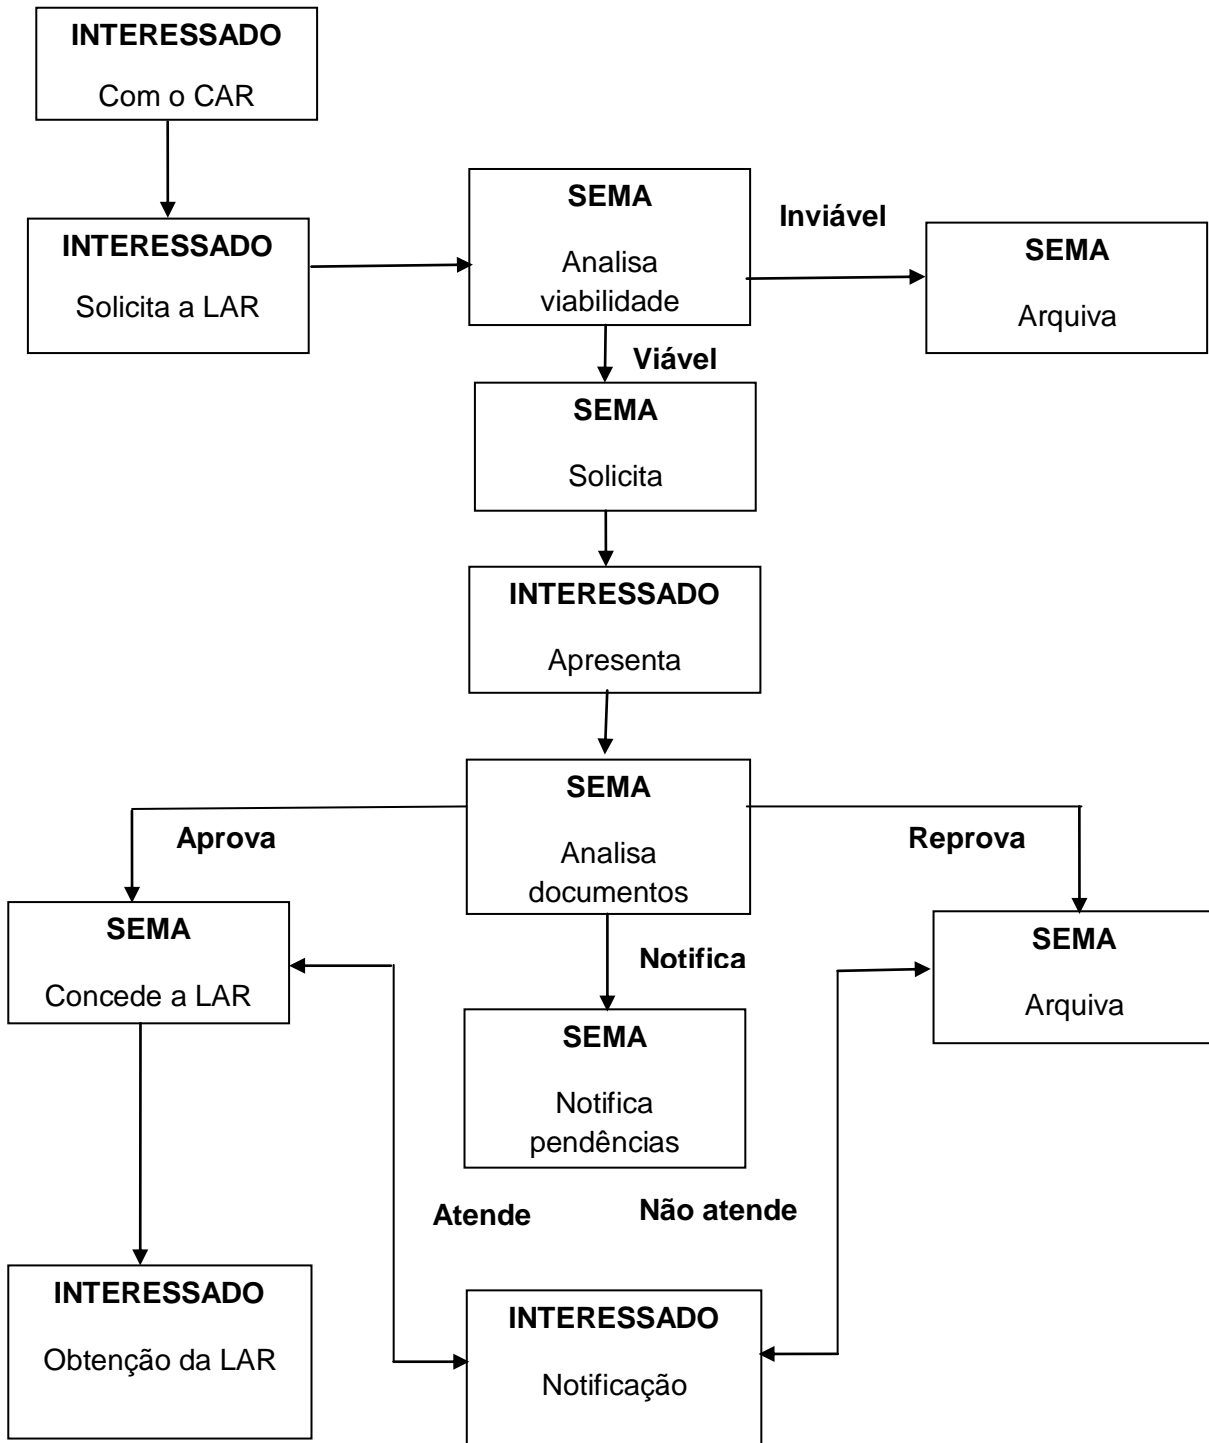 INTERESSADO
Com o CAR
INTERESSADO
Solicita a LAR
SEMA
Analisa
viabilidade
Inviável
SEMA
Arquiva
Viável
SEMA
Solicita
INTERESSADO
Apresenta
SEMA
Analisa
documentos
Aprova
Reprova
SEMA
Concede a LAR
Notifica
SEMA
Arquiva
SEMA
Notifica
pendências
Atende
Não atende
INTERESSADO
Obtenção da LAR
INTERESSADO
Notificação